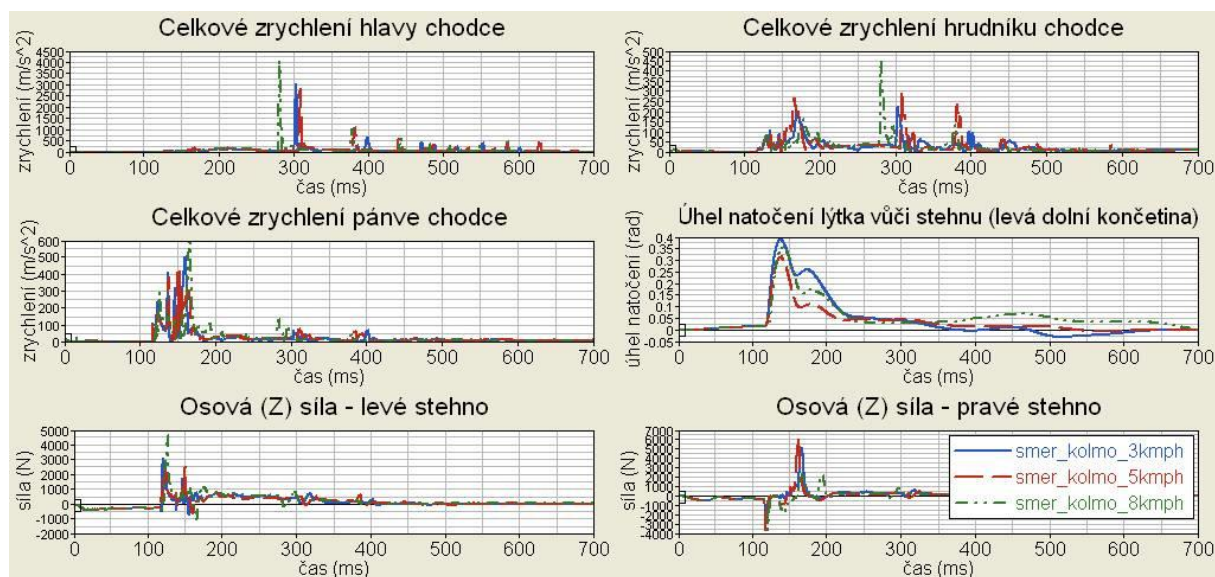 Celkové zrychlení hlavy chodce
zrychlení (m/s^2)
4500
4000
3500
3000
2500
2000
1500
1000
500
0
0 100 200 300 400 500 600 700
čas (ms)
Celkové zrychlení hrudníku chodce
zrychlení (m/s^2)
500
450
400
350
300
250
200
150
100
50
0
0 100 200 300 400 500 600 700
čas (ms)
Celkové zrychlení pánve chodce
zrychlení (m/s^2)
600
500
400
300
200
100
0
0 100 200 300 400 500 600 700
čas (ms)
Úhel natočení lýtka vůči stehnu (levá dolní končetina)
úhel natočení (rad)
0.4
0.35
0.3
0.25
0.2
0.15
0.1
0.05
0
-0.05
0 100 200 300 400 500 600 700
čas (ms)
Osová (Z) síla - levé stehno
síla (N)
5000
4000
3000
2000
1000
0
-1000
-2000
0 100 200 300 400 500 600 700
čas (ms)
Osová (Z) síla - pravé stehno
síla (N)
7000
6000
5000
4000
3000
2000
1000
0
-1000
-2000
-3000
-4000
0 100 200 300 400 500 600 700
čas (ms)
smer_kolmo_3kmph
smer_kolmo_5kmph
smer_kolmo_8kmph